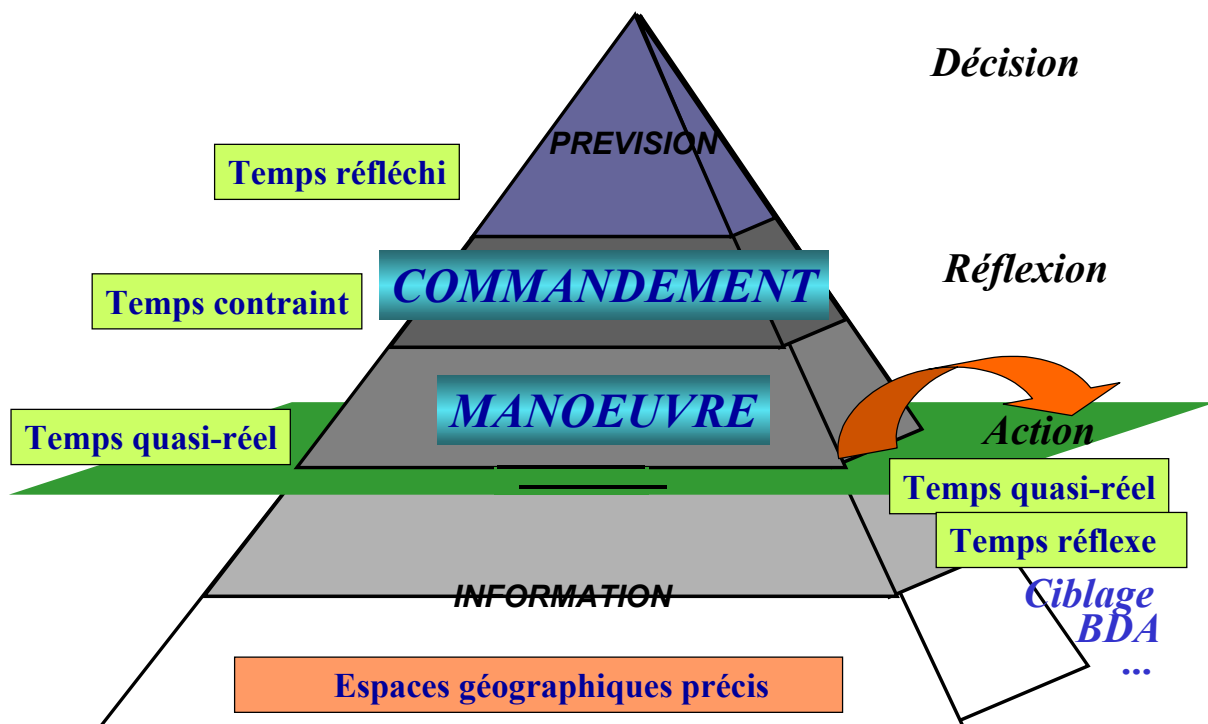 Décision
PREVISION
Temps réfléchi
COMMANDEMENT
Réflexion
Temps contraint
MANOEUVRE
Temps quasi-réel
Action
Temps quasi-réel
Temps réflexe
INFORMATION
Ciblage
BDA
...
Espaces géographiques précis